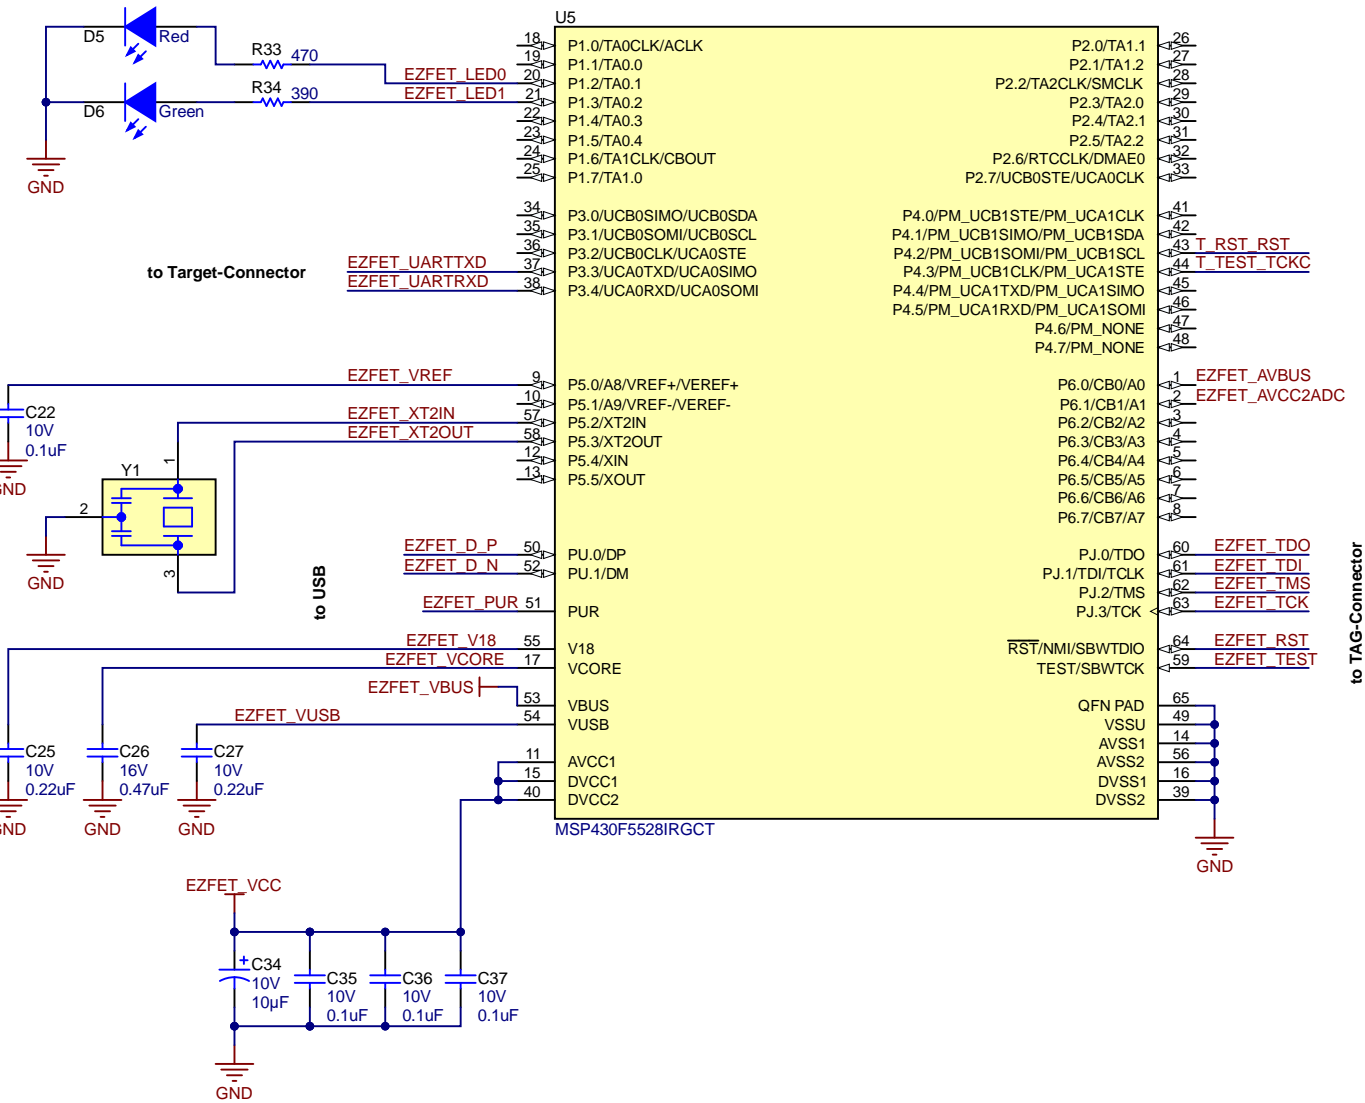 U5
D5
Red
R33
470
EZFET_LED0
D6
Green
R34
390
EZFET_LED1
GND
18 P1.0/TA0CLK/ACLK
19 P1.1/TA0.0
20 P1.2/TA0.1
21 P1.3/TA0.2
22 P1.4/TA0.3
23 P1.5/TA0.4
24 P1.6/TA1CLK/CBOUT
25 P1.7/TA1.0
P2.0/TA1.1 26
P2.1/TA1.2 27
P2.2/TA2CLK/SMCLK 28
P2.3/TA2.0 29
P2.4/TA2.1 30
P2.5/TA2.2 31
P2.6/RTCCLK/DMAE0 32
P2.7/UCB0STE/UCA0CLK 33
34 P3.0/UCB0SIMO/UCB0SDA
35 P3.1/UCB0SOMI/UCB0SCL
36 P3.2/UCB0CLK/UCA0STE
to Target-Connector
EZFET_UARTTXD 37 P3.3/UCA0TXD/UCA0SIMO
EZFET_UARTRXD 38 P3.4/UCA0RXD/UCA0SOMI
P4.0/PM_UCB1STE/PM_UCA1CLK 41
P4.1/PM_UCB1SIMO/PM_UCB1SDA 42
P4.2/PM_UCB1SOMI/PM_UCB1SCL 43 T_RST_RST
P4.3/PM_UCB1CLK/PM_UCA1STE 44 T_TEST_TCKC
P4.4/PM_UCA1TXD/PM_UCA1SIMO 45
P4.5/PM_UCA1RXD/PM_UCA1SOMI 46
P4.6/PM_NONE 47
P4.7/PM_NONE 48
EZFET_VREF 9 P5.0/A8/VREF+/VEREF+
10 P5.1/A9/VREF-/VEREF-
EZFET_XT2IN 57 P5.2/XT2IN
EZFET_XT2OUT 58 P5.3/XT2OUT
12 P5.4/XIN
13 P5.5/XOUT
P6.0/CB0/A0 1 EZFET_AVBUS
P6.1/CB1/A1 2 EZFET_AVCC2ADC
P6.2/CB2/A2 3
P6.3/CB3/A3 4
P6.4/CB4/A4 5
P6.5/CB5/A5 6
P6.6/CB6/A6 7
P6.7/CB7/A7 8
C22
10V
0.1uF
GND
Y1
1
2
3
GND
to USB
EZFET_D_P 50 PU.0/DP
EZFET_D_N 52 PU.1/DM
EZFET_PUR 51 PUR
PJ.0/TDO 60 EZFET_TDO
PJ.1/TDI/TCLK 61 EZFET_TDI
PJ.2/TMS 62 EZFET_TMS
PJ.3/TCK 63 EZFET_TCK
to TAG-Connector
EZFET_V18 55 V18
EZFET_VCORE 17 VCORE
EZFET_VBUS 53 VBUS
EZFET_VUSB 54 VUSB
RST/NMI/SBWTDIO 64 EZFET_RST
TEST/SBWTCK 59 EZFET_TEST
QFN PAD 65
VSSU 49
AVSS1 14
AVSS2 56
DVSS1 16
DVSS2 39
GND
11 AVCC1
15 DVCC1
40 DVCC2
MSP430F5528IRGCT
C25
10V
0.22uF
GND
C26
16V
0.47uF
GND
C27
10V
0.22uF
GND
EZFET_VCC
+
C34
10V
10µF
C35
10V
0.1uF
C36
10V
0.1uF
C37
10V
0.1uF
GND